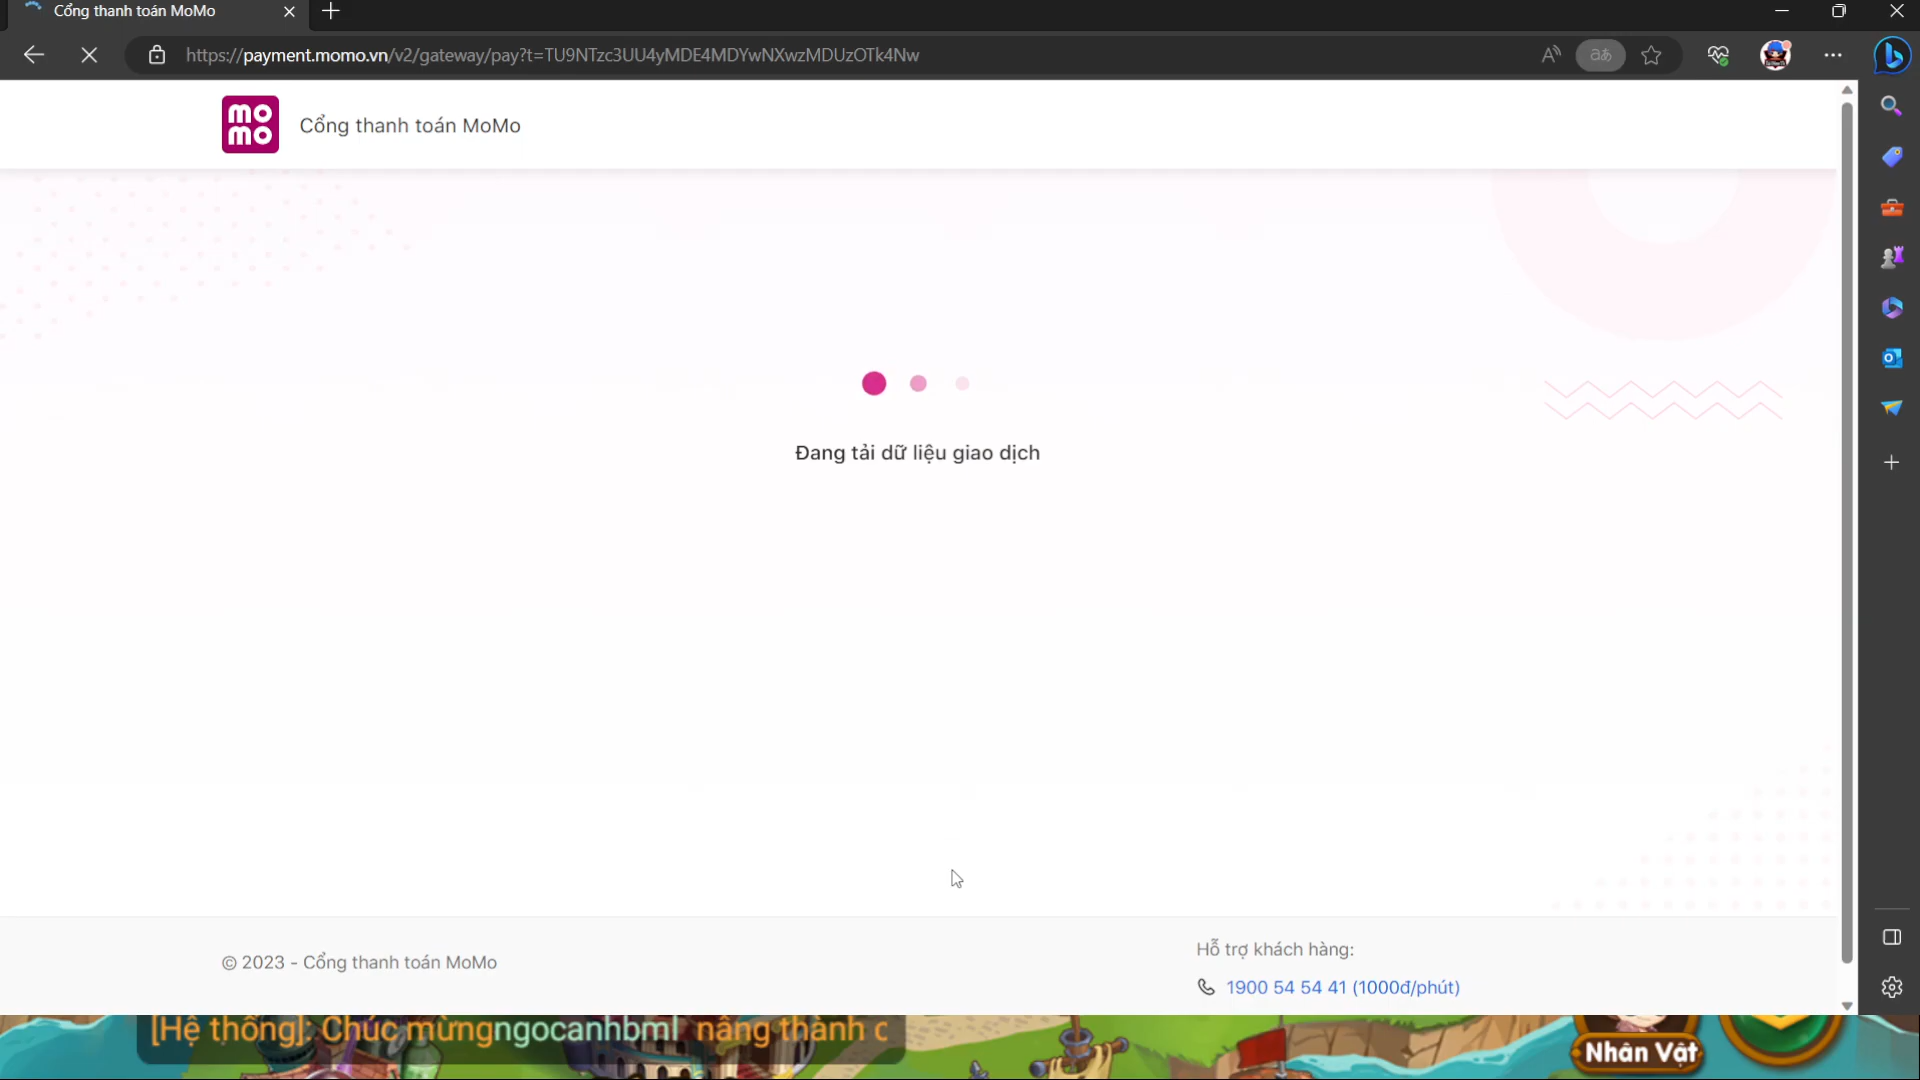 Cổng thanh toán MoMo
https://payment.momo.vn/v2/gateway/pay?t=TU9NTzc3UU4yMDE4MDYwNXwzMDUzOTk4Nw
mo
mo
Cổng thanh toán MoMo
Đang tải dữ liệu giao dịch
© 2023 - Cổng thanh toán MoMo
Hỗ trợ khách hàng:
1900 54 54 41 (1000đ/phút)
[Hệ thống]: Chúc mừngngocanhbml nâng thành c
Nhân Vật